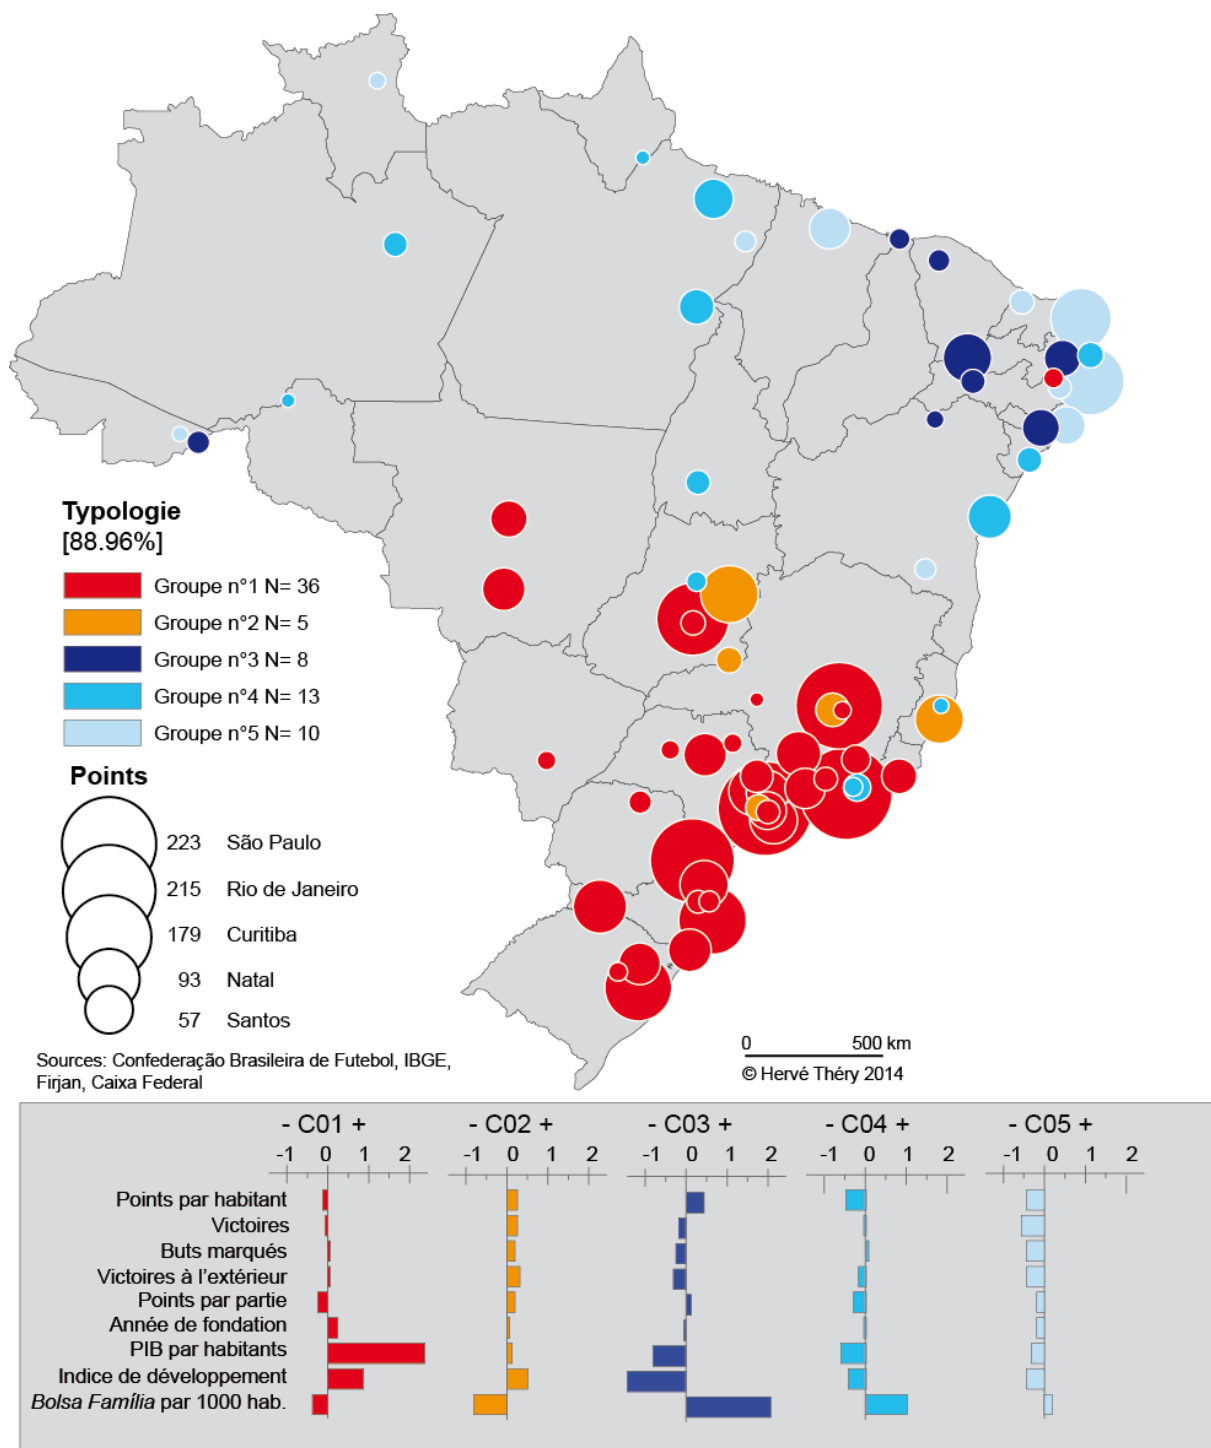 Typologie
[88.96%]
Groupe n°1 N= 36
Groupe n°2 N= 5
Groupe n°3 N= 8
Groupe n°4 N= 13
Groupe n°5 N= 10
Points
223 São Paulo
215 Rio de Janeiro
179 Curitiba
93 Natal
57 Santos
Sources: Confederação Brasileira de Futebol, IBGE,
Firjan, Caixa Federal
0 500 km
© Hervé Théry 2014
- C01 + - C02 + - C03 + - C04 + - C05 +
-1 0 1 2 -1 0 1 2 -1 0 1 2 -1 0 1 2 -1 0 1 2
Points par habitant
Victoires
Buts marqués
Victoires à l'extérieur
Points par partie
Année de fondation
PIB par habitants
Indice de développement
Bolsa Família par 1000 hab.